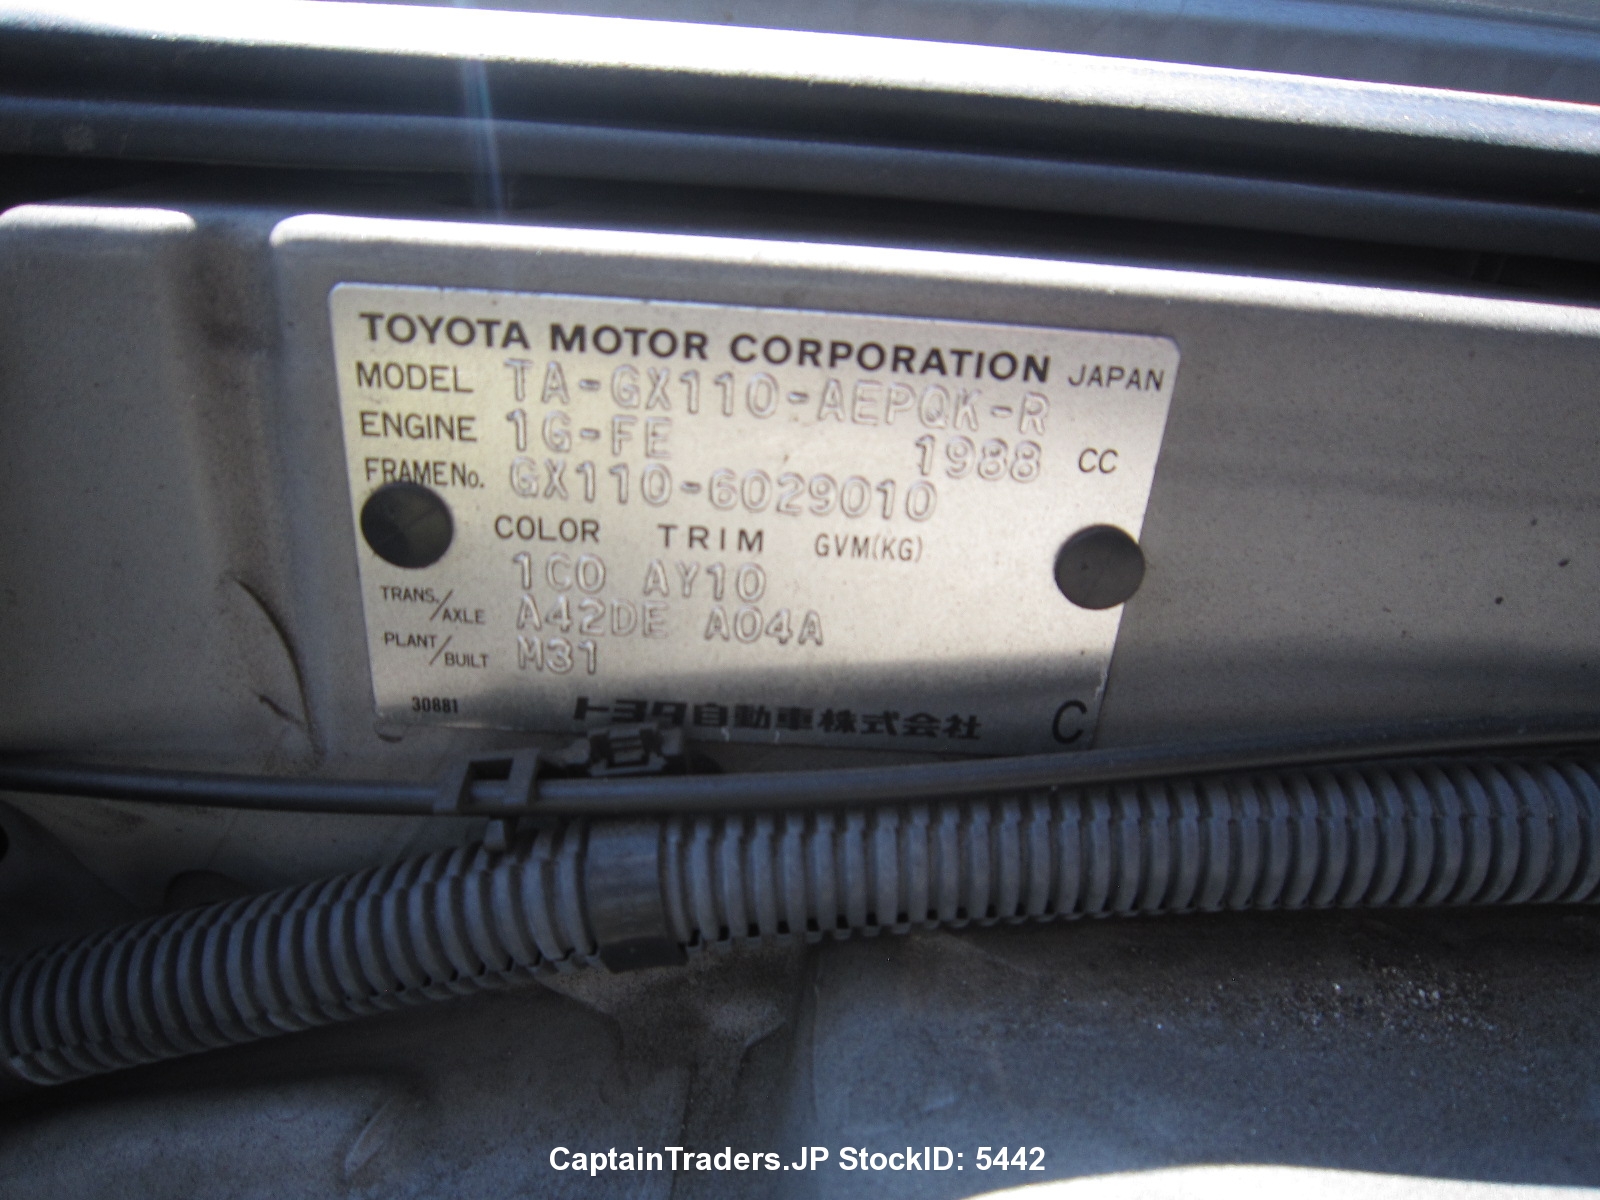 TOYOTA MOTOR CORPORATION JAPAN
MODEL TA-GX110-AEPQK-R
ENGINE 1G-FE 1988 CC
FRAME No. GX110-6029010
COLOR TRIM GVM(KG)
1C0 AY10
TRANS./AXLE A42DE A04A
PLANT/BUILT M31
30881 トヨタ自動車株式会社 C
CaptainTraders.JP StockID: 5442